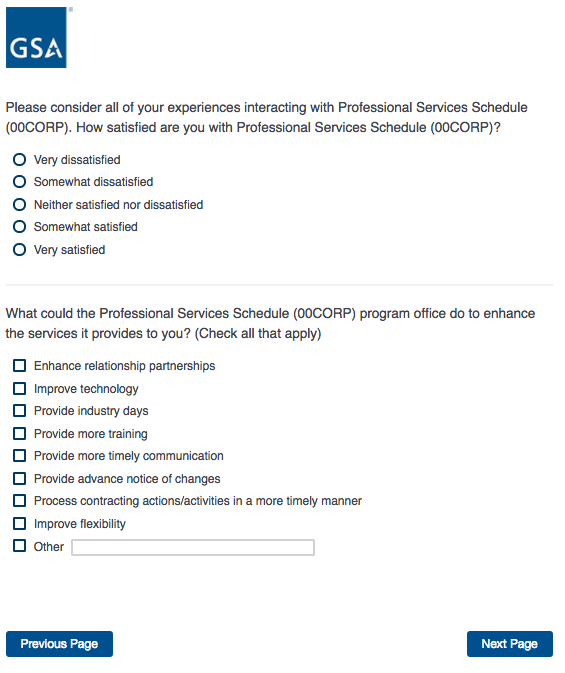 GSA
Please consider all of your experiences interacting with Professional Services Schedule
(00CORP). How satisfied are you with Professional Services Schedule (00CORP)?
Very dissatisfied
Somewhat dissatisfied
Neither satisfied nor dissatisfied
Somewhat satisfied
Very satisfied
What could the Professional Services Schedule (00CORP) program office do to enhance
the services it provides to you? (Check all that apply)
Enhance relationship partnerships
Improve technology
Provide industry days
Provide more training
Provide more timely communication
Provide advance notice of changes
Process contracting actions/activities in a more timely manner
Improve flexibility
Other
Previous Page Next Page